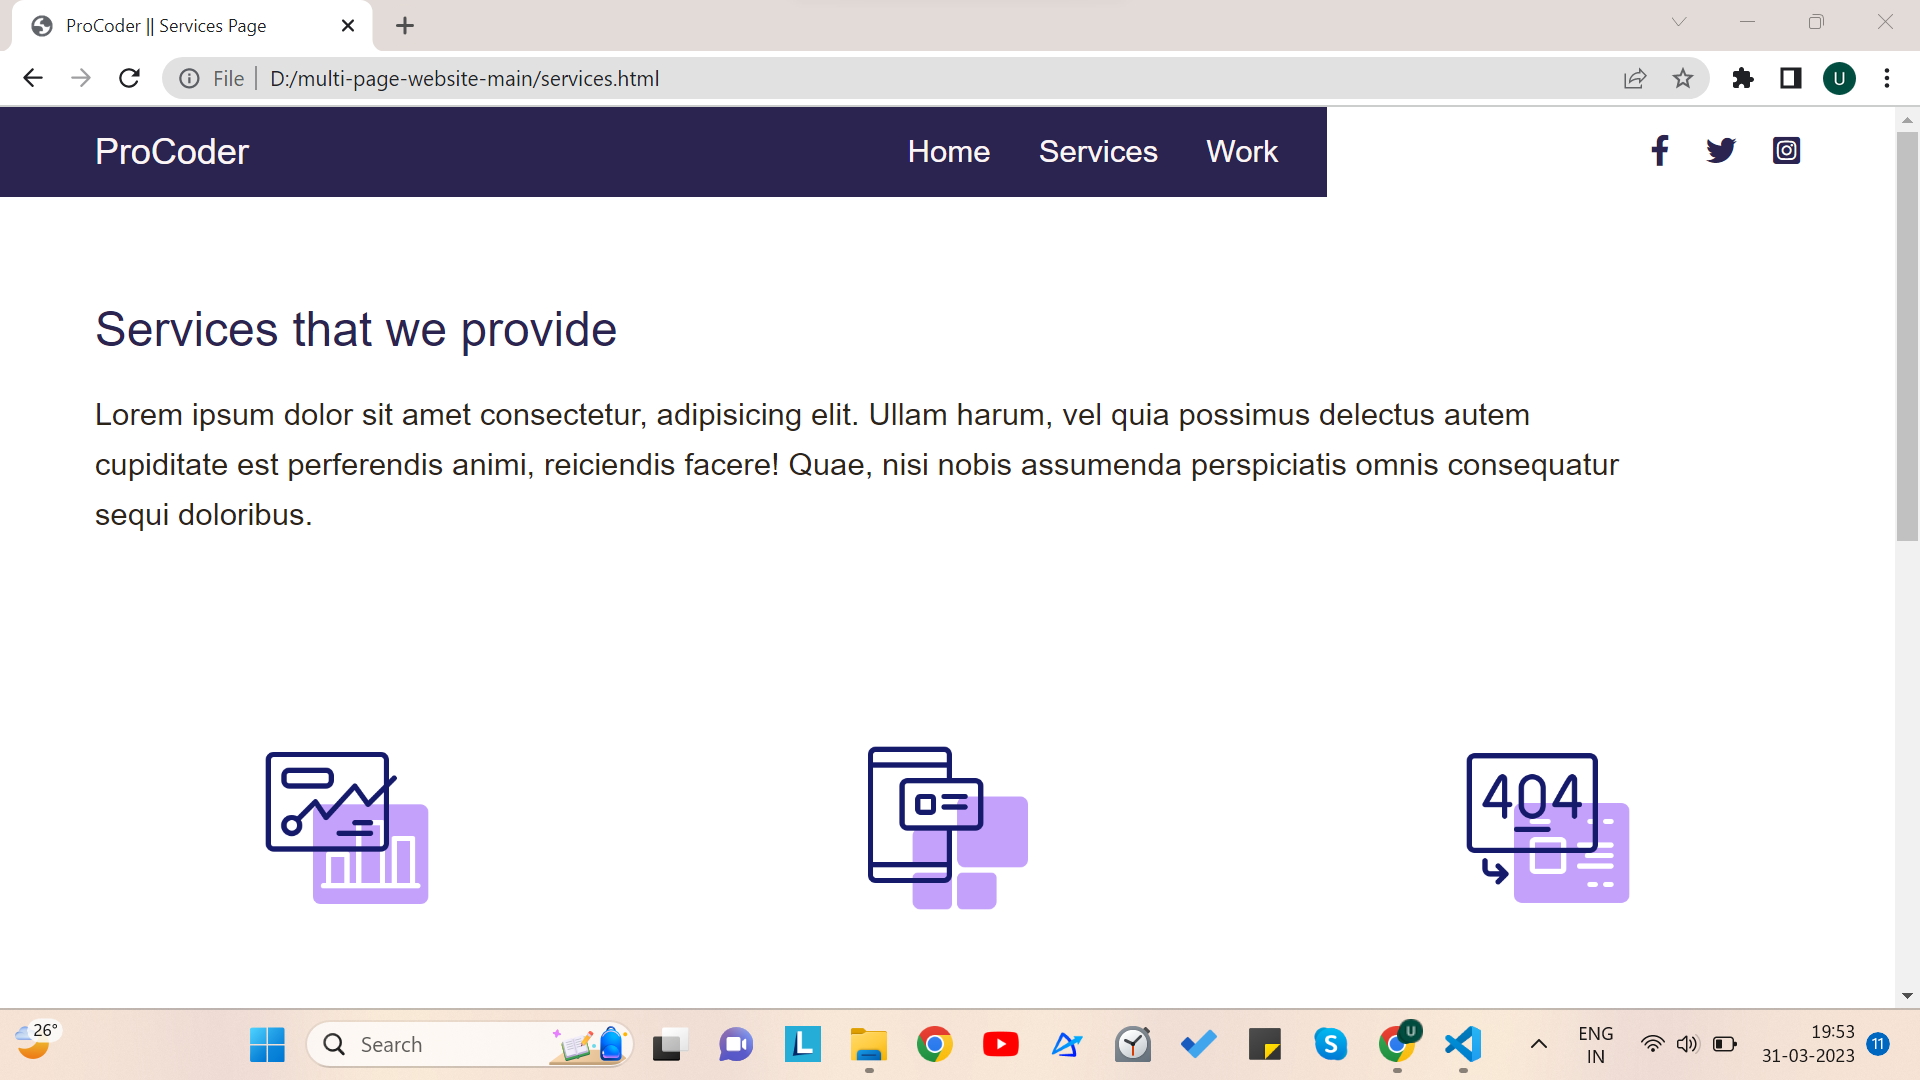 ProCoder || Services Page
File
D:/multi-page-website-main/services.html
U
ProCoder
Home Services Work
Services that we provide
Lorem ipsum dolor sit amet consectetur, adipisicing elit. Ullam harum, vel quia possimus delectus autem
cupiditate est perferendis animi, reiciendis facere! Quae, nisi nobis assumenda perspiciatis omnis consequatur
sequi doloribus.
404
26°
Search
L
S
U
ENG
IN
19:53
31-03-2023
11